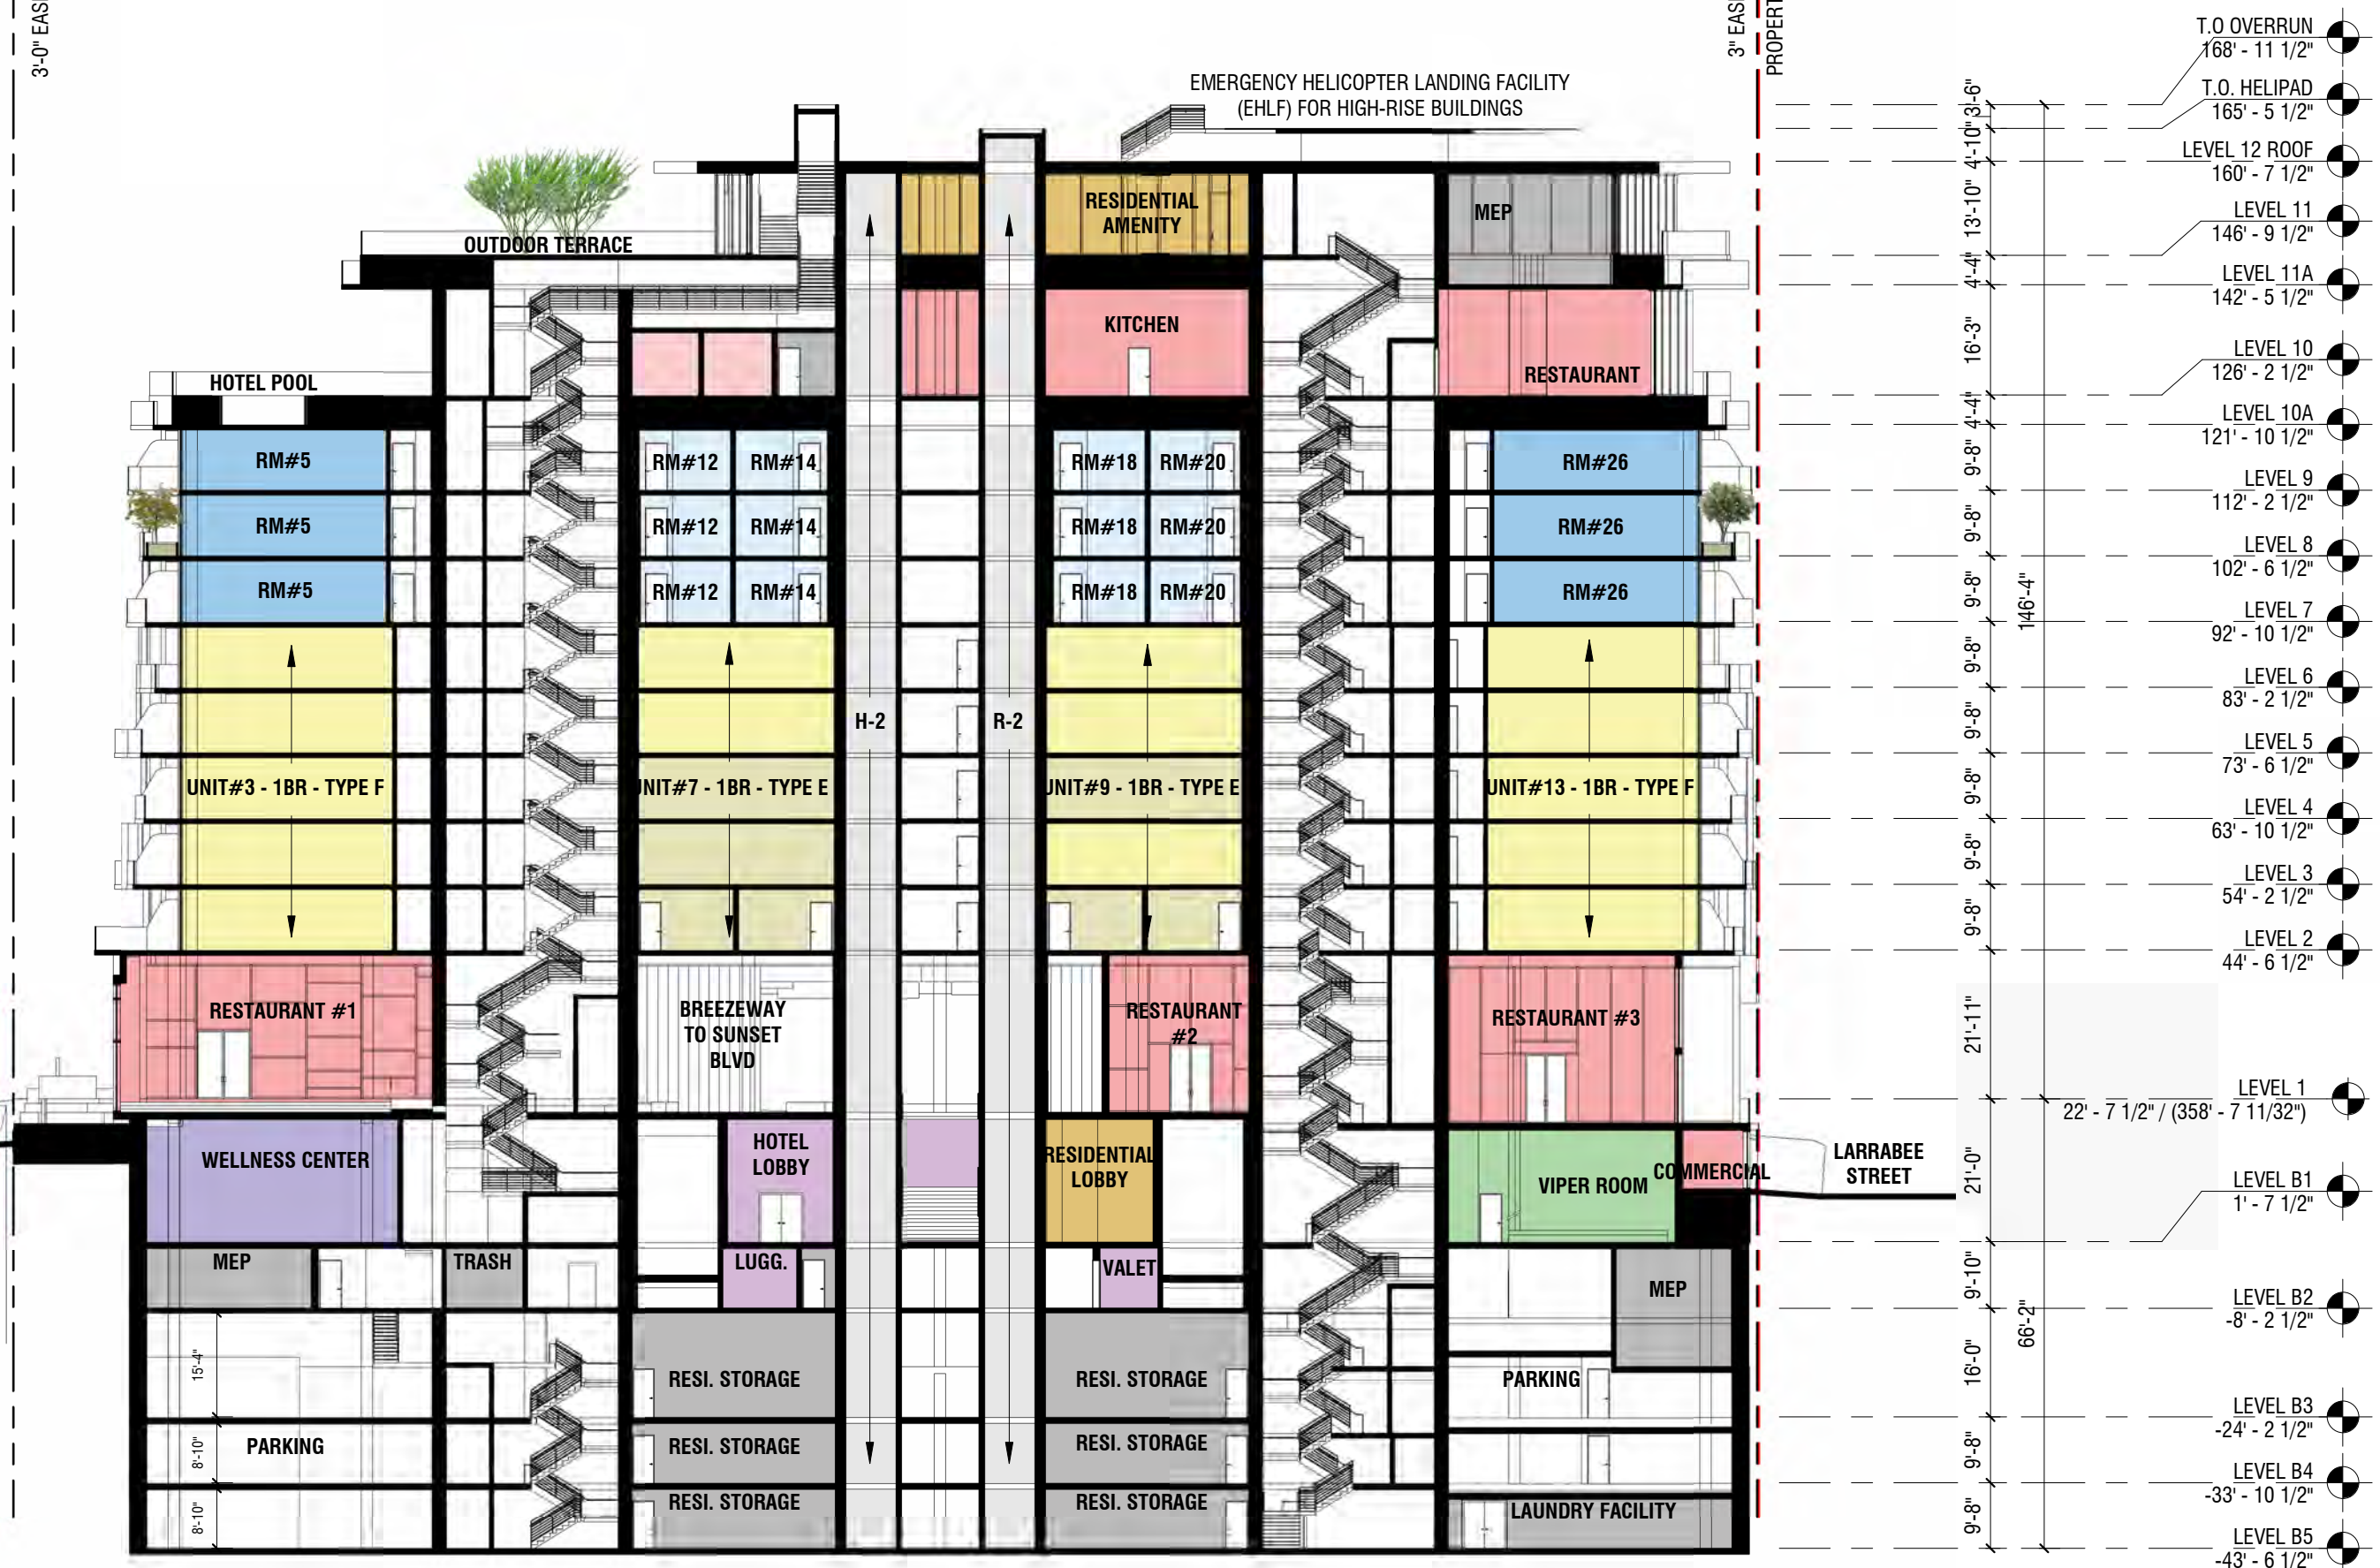 3'-0" EASE
3" EASE
PROPERT
EMERGENCY HELICOPTER LANDING FACILITY
(EHLF) FOR HIGH-RISE BUILDINGS
T.O OVERRUN
168' - 11 1/2"
3'-6"
T.O. HELIPAD
165' - 5 1/2"
4'-10"
LEVEL 12 ROOF
160' - 7 1/2"
RESIDENTIAL
AMENITY
MEP
13'-10"
LEVEL 11
146' - 9 1/2"
OUTDOOR TERRACE
4'-4"
LEVEL 11A
142' - 5 1/2"
KITCHEN
RESTAURANT
16'-3"
LEVEL 10
126' - 2 1/2"
HOTEL POOL
4'-4"
LEVEL 10A
121' - 10 1/2"
RM#5
RM#12
RM#14
RM#18
RM#20
RM#26
9'-8"
LEVEL 9
112' - 2 1/2"
RM#5
RM#12
RM#14
RM#18
RM#20
RM#26
9'-8"
LEVEL 8
102' - 6 1/2"
RM#5
RM#12
RM#14
RM#18
RM#20
RM#26
9'-8"
146'-4"
LEVEL 7
92' - 10 1/2"
9'-8"
LEVEL 6
83' - 2 1/2"
H-2
R-2
9'-8"
LEVEL 5
73' - 6 1/2"
UNIT#3 - 1BR - TYPE F
UNIT#7 - 1BR - TYPE E
UNIT#9 - 1BR - TYPE E
UNIT#13 - 1BR - TYPE F
9'-8"
LEVEL 4
63' - 10 1/2"
9'-8"
LEVEL 3
54' - 2 1/2"
9'-8"
LEVEL 2
44' - 6 1/2"
RESTAURANT #1
BREEZEWAY
TO SUNSET
BLVD
RESTAURANT
#2
RESTAURANT #3
21'-11"
LEVEL 1
22' - 7 1/2" / (358' - 7 11/32")
WELLNESS CENTER
HOTEL
LOBBY
RESIDENTIAL
LOBBY
VIPER ROOM
COMMERCIAL
LARRABEE
STREET
21'-0"
LEVEL B1
1' - 7 1/2"
MEP
TRASH
LUGG.
VALET
MEP
9'-10"
LEVEL B2
-8' - 2 1/2"
66'-2"
15'-4"
RESI. STORAGE
RESI. STORAGE
PARKING
16'-0"
LEVEL B3
-24' - 2 1/2"
8'-10"
PARKING
RESI. STORAGE
RESI. STORAGE
9'-8"
LEVEL B4
-33' - 10 1/2"
8'-10"
RESI. STORAGE
RESI. STORAGE
LAUNDRY FACILITY
9'-8"
LEVEL B5
-43' - 6 1/2"